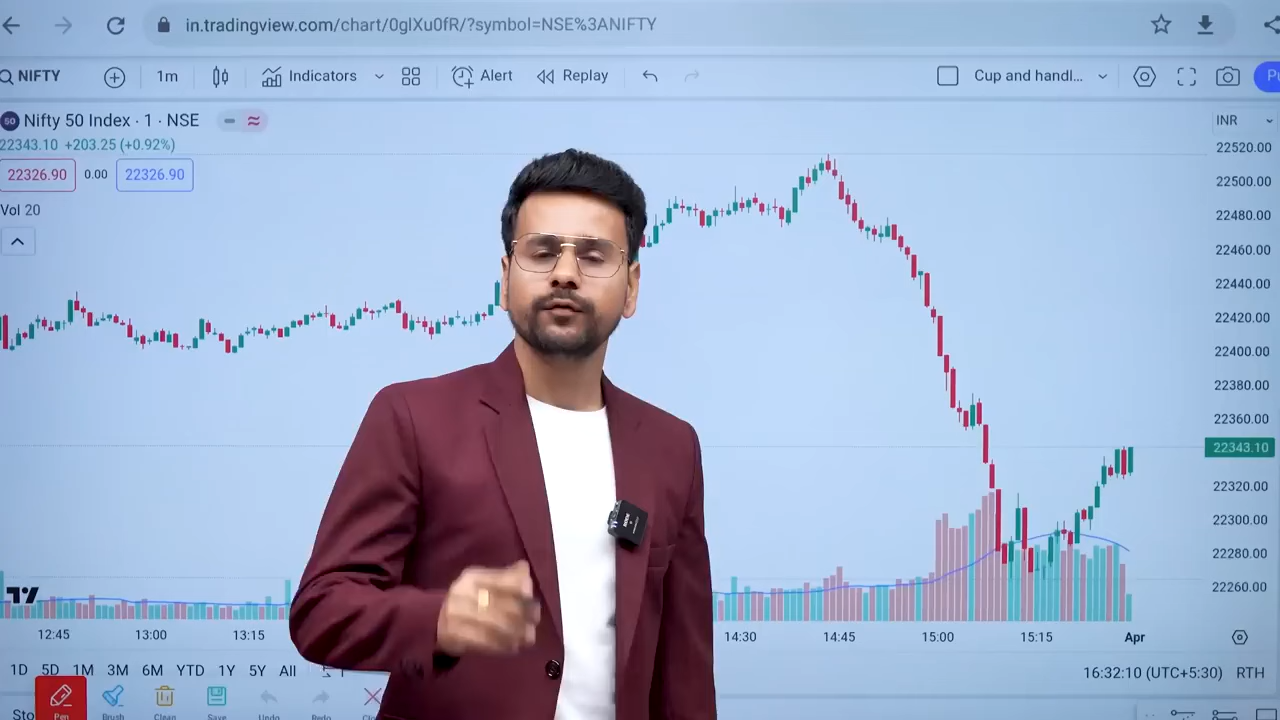 in.tradingview.com/chart/0glXu0fR/?symbol=NSE%3ANIFTY
NIFTY 1m Indicators Alert Replay Cup and handl...
Nifty 50 Index · 1 · NSE
INR
22343.10 +203.25 (+0.92%)
22326.90 0.00 22326.90
Vol 20
22520.00
22500.00
22480.00
22460.00
22440.00
22420.00
22400.00
22380.00
22360.00
22343.10
22320.00
22300.00
22280.00
22260.00
12:45 13:00 13:15 14:30 14:45 15:00 15:15 Apr
1D 5D 1M 3M 6M YTD 1Y 5Y All
16:32:10 (UTC+5:30) RTH
Pen Brush Clean Save Undo Redo